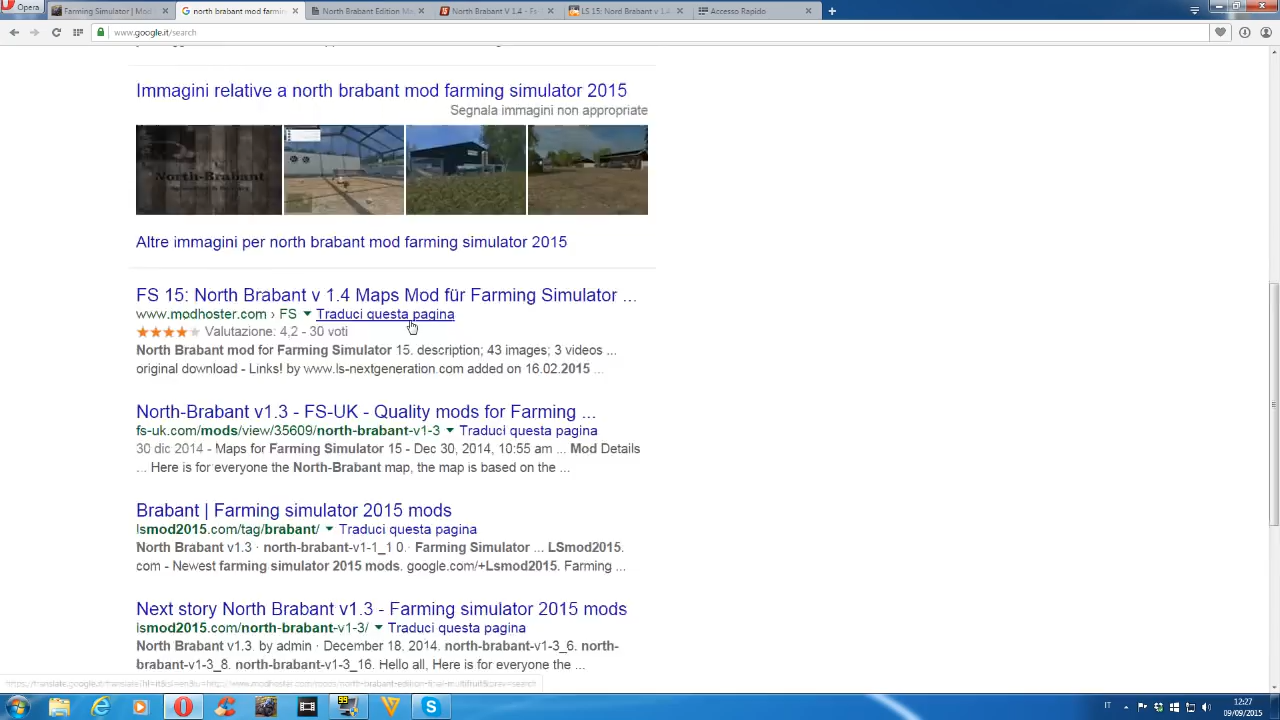 Opera
Farming Simulator | Mod
north brabant mod farmin
North Brabant Edition Mo
North Brabant V 1.4 - Fs
LS 15: Nord Brabant v 1.4
Accesso Rapido
www.google.it/search
Immagini relative a north brabant mod farming simulator 2015
Segnala immagini non appropriate
North-Brabant
Altre immagini per north brabant mod farming simulator 2015
FS 15: North Brabant v 1.4 Maps Mod für Farming Simulator ...
www.modhoster.com › FS ▼ Traduci questa pagina
Valutazione: 4,2 - 30 voti
North Brabant mod for Farming Simulator 15. description; 43 images; 3 videos ...
original download - Links! by www.ls-nextgeneration.com added on 16.02.2015 ...
North-Brabant v1.3 - FS-UK - Quality mods for Farming ...
fs-uk.com/mods/view/35609/north-brabant-v1-3 ▼ Traduci questa pagina
30 dic 2014 - Maps for Farming Simulator 15 - Dec 30, 2014, 10:55 am ... Mod Details
... Here is for everyone the North-Brabant map, the map is based on the ...
Brabant | Farming simulator 2015 mods
lsmod2015.com/tag/brabant/ ▼ Traduci questa pagina
North Brabant v1.3 · north-brabant-v1-1_1 0.· Farming Simulator ... LSmod2015.
com - Newest farming simulator 2015 mods. google.com/+Lsmod2015. Farming ...
Next story North Brabant v1.3 - Farming simulator 2015 mods
lsmod2015.com/north-brabant-v1-3/ ▼ Traduci questa pagina
North Brabant v1.3. by admin · December 18, 2014. north-brabant-v1-3_6. north-
brabant-v1-3_8. north-brabant-v1-3_16. Hello all, Here is for everyone the ...
99
IT
12:27
09/09/2015